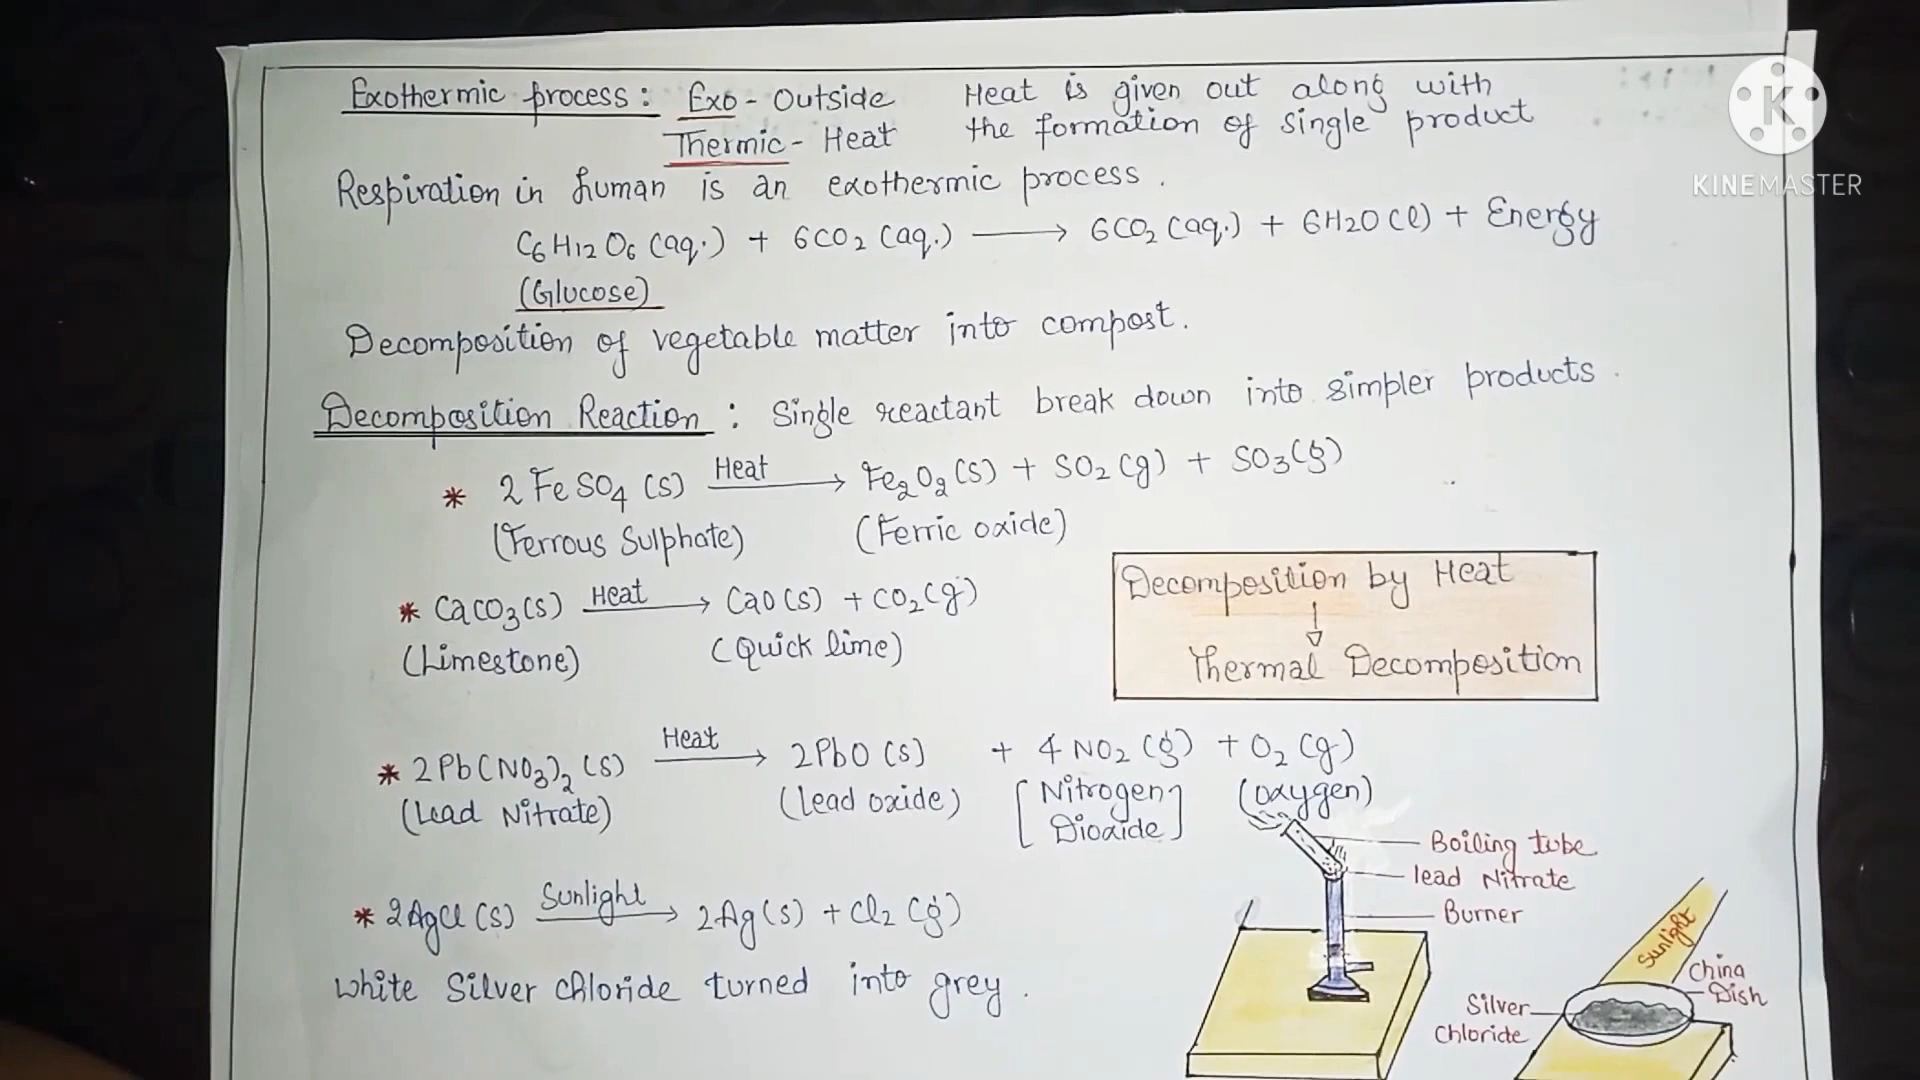 Exothermic process : Exo - Outside Heat is given out along with
Thermic - Heat the formation of single product
KINEMASTER
Respiration in human is an exothermic process .
C6H12O6 (aq.) + 6CO2 (aq.) ⟶ 6CO2 (aq.) + 6H2O (l) + Energy
(Glucose)
Decomposition of vegetable matter into compost.
Decomposition Reaction : Single reactant break down into simpler products .
* 2FeSO4 (s) Heat⟶ Fe2O2 (s) + SO2 (g) + SO3 (g)
(Ferrous Sulphate) (Ferric oxide)
* CaCO3 (s) Heat⟶ CaO (s) + CO2 (g)
(Limestone) (Quick lime)
Decomposition by Heat
↓
Thermal Decomposition
* 2Pb(NO3)2 (s) Heat⟶ 2PbO (s) + 4NO2 (g) + O2 (g)
(Lead Nitrate) (Lead oxide) [Nitrogen Dioxide] (oxygen)
Boiling tube
lead Nitrate
Burner
* 2AgCl (s) Sunlight⟶ 2Ag (s) + Cl2 (g)
White Silver Chloride turned into grey .
Sunlight
China
Dish
Silver
Chloride